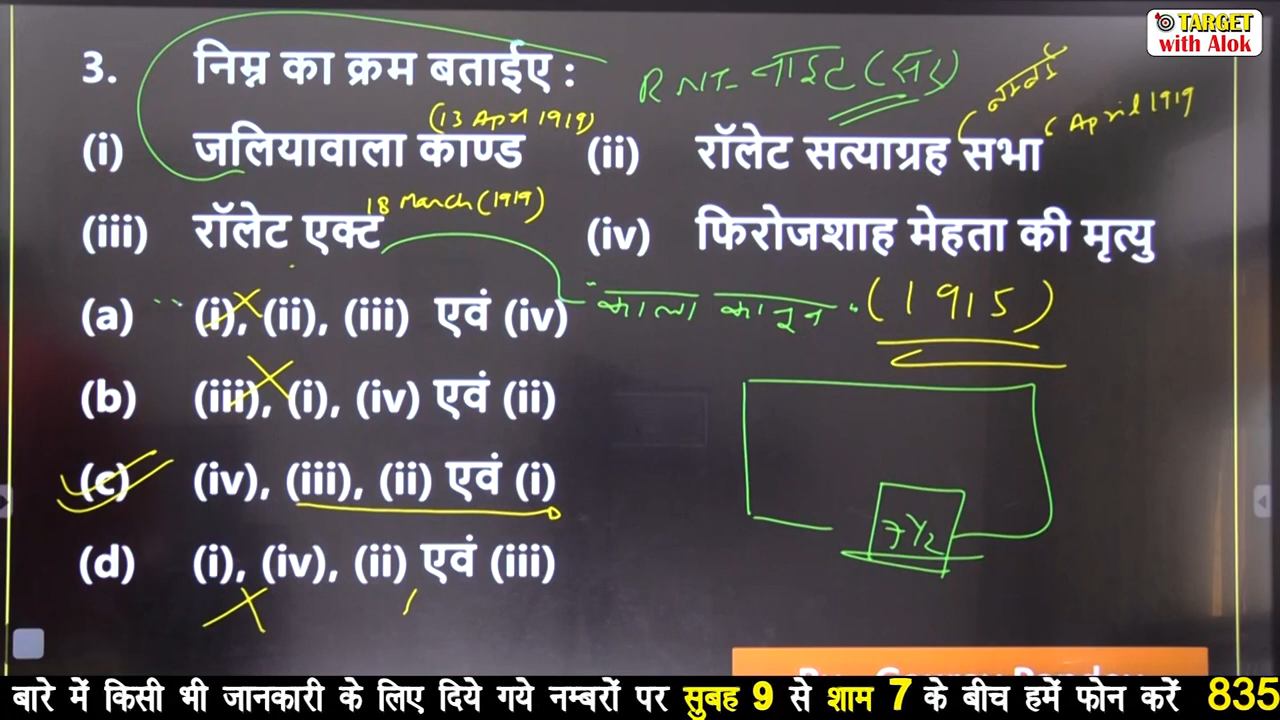 TARGET
with Alok
3. निम्न का क्रम बताईए :
RNT - नाइट (सर)
(13 April 1919)
6 April 1919
(i) जलियावाला काण्ड (ii) रॉलेट सत्याग्रह सभा
18 March (1919)
(iii) रॉलेट एक्ट (iv) फिरोजशाह मेहता की मृत्यु
(a) (i), (ii), (iii) एवं (iv)
"काला कानून" (1915)
(b) (iii), (i), (iv) एवं (ii)
(c) (iv), (iii), (ii) एवं (i)
(d) (i), (iv), (ii) एवं (iii)
बारे में किसी भी जानकारी के लिए दिये गये नम्बरों पर सुबह 9 से शाम 7 के बीच हमें फोन करें 835